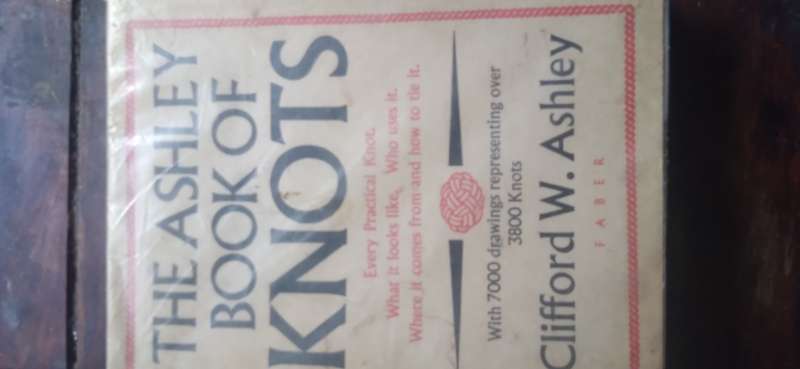 THE ASHLEY
BOOK OF
KNOTS
Every Practical Knot.
What it looks like. Who uses it.
Where it comes from and how to tie it.
With 7000 drawings representing over
3800 Knots
Clifford W. Ashley
FABER